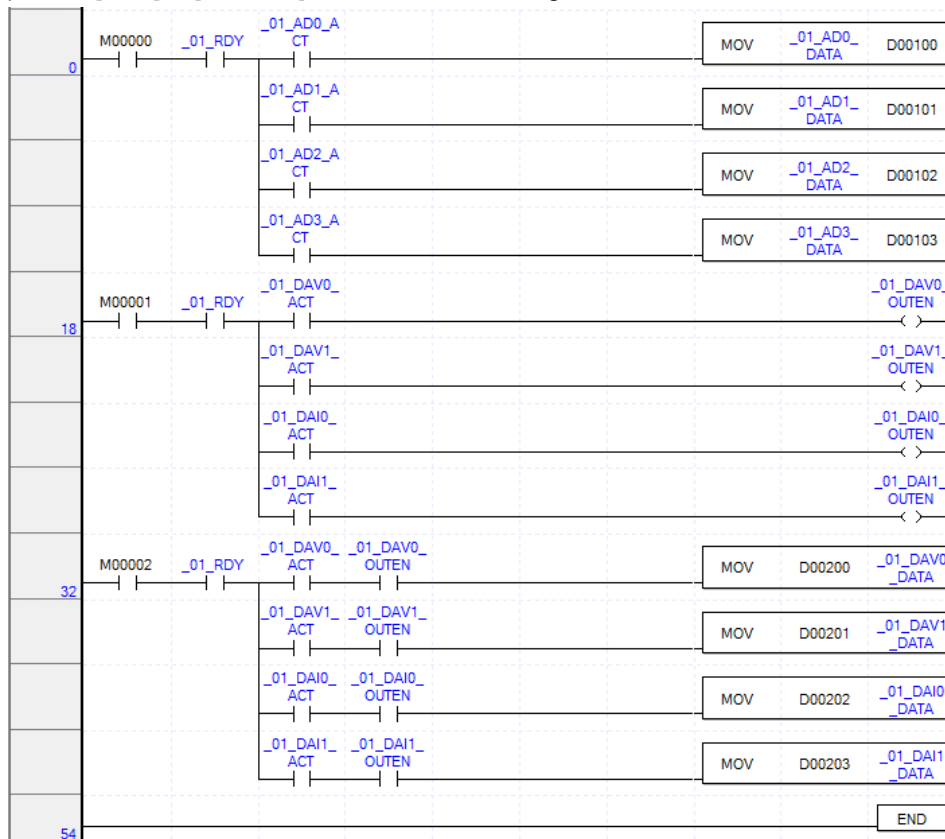 M00000 _01_RDY _01_AD0_A
CT MOV _01_AD0_
DATA D00100
0
_01_AD1_A
CT MOV _01_AD1_
DATA D00101
_01_AD2_A
CT MOV _01_AD2_
DATA D00102
_01_AD3_A
CT MOV _01_AD3_
DATA D00103
M00001 _01_RDY _01_DAV0_
ACT _01_DAV0_
OUTEN
18
_01_DAV1_
ACT _01_DAV1_
OUTEN
_01_DAI0_
ACT _01_DAI0_
OUTEN
_01_DAI1_
ACT _01_DAI1_
OUTEN
M00002 _01_RDY _01_DAV0_
ACT _01_DAV0_
OUTEN MOV D00200 _01_DAV0
_DATA
32
_01_DAV1_
ACT _01_DAV1_
OUTEN MOV D00201 _01_DAV1
_DATA
_01_DAI0_
ACT _01_DAI0_
OUTEN MOV D00202 _01_DAI0
_DATA
_01_DAI1_
ACT _01_DAI1_
OUTEN MOV D00203 _01_DAI1
_DATA
END
54